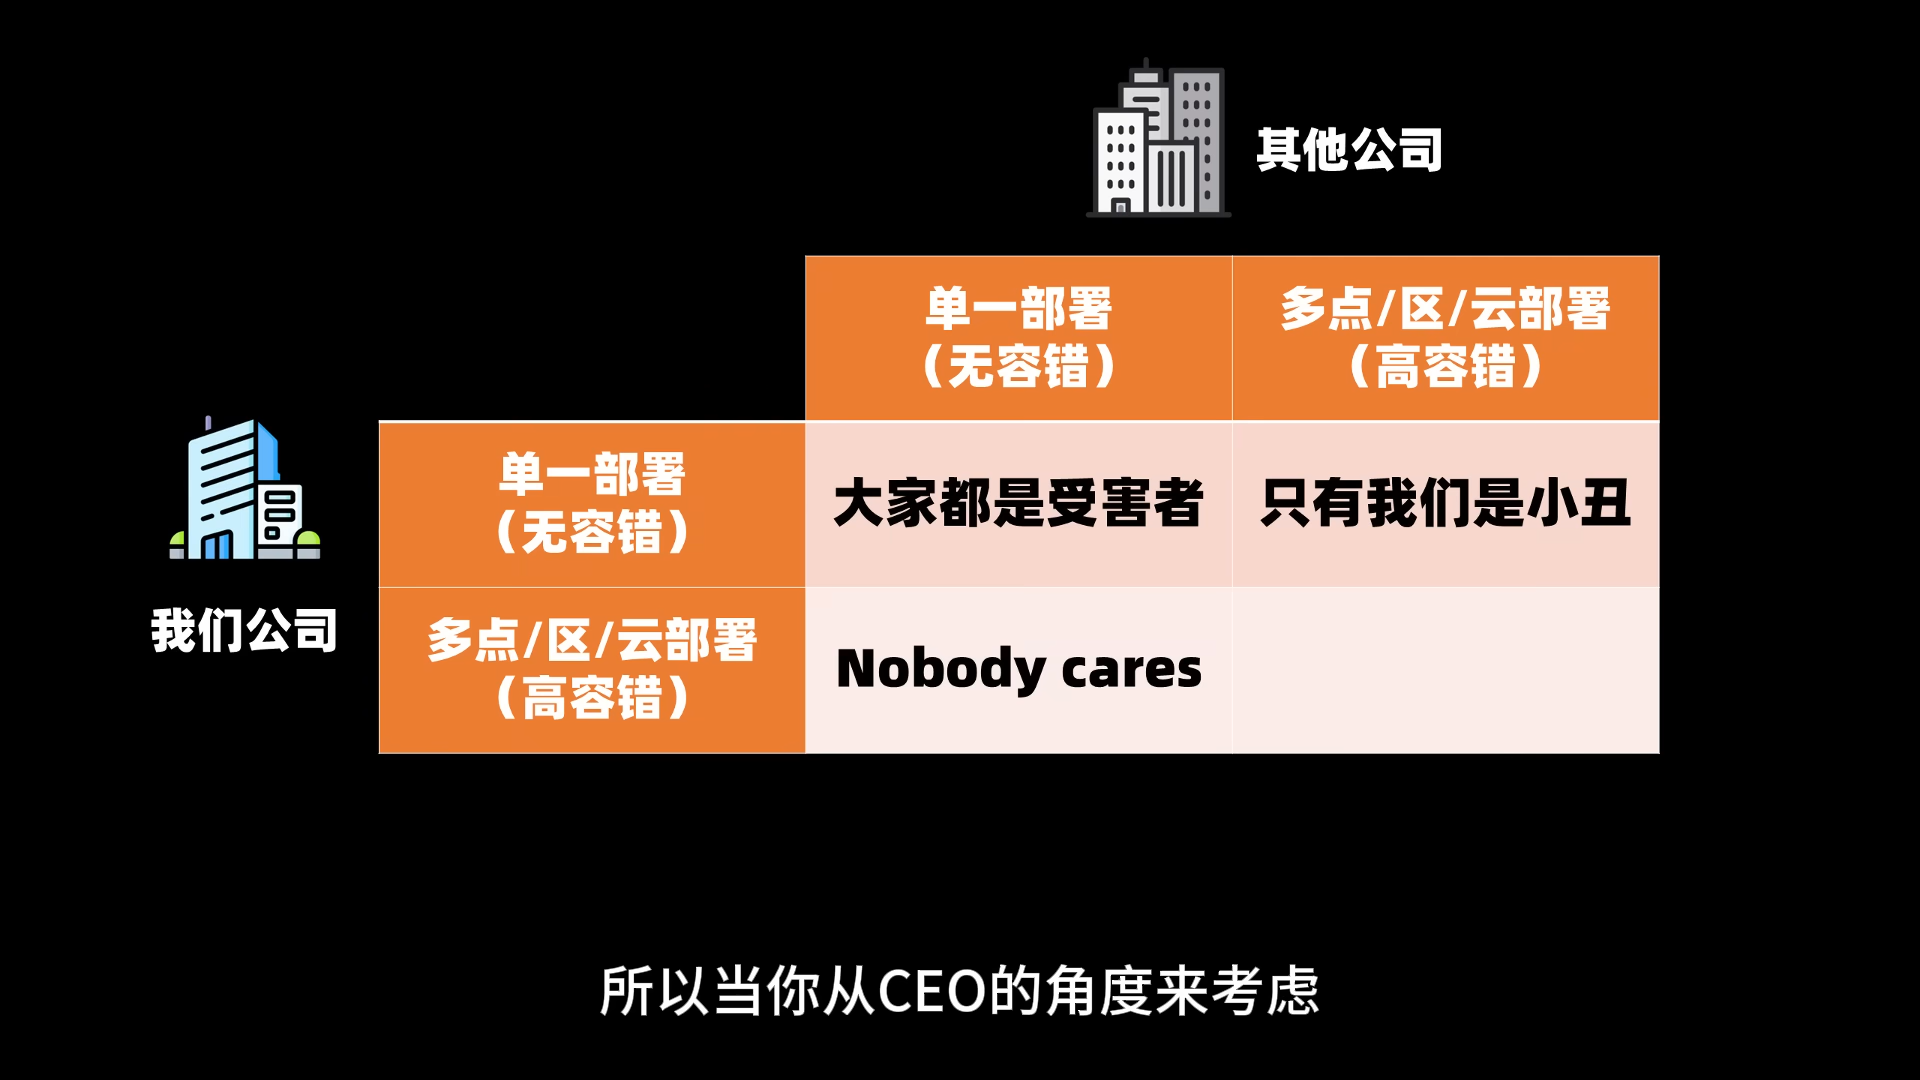 其他公司
单一部署
（无容错）
多点/区/云部署
（高容错）
单一部署
（无容错）
大家都是受害者
只有我们是小丑
我们公司
多点/区/云部署
（高容错）
Nobody cares
所以当你从CEO的角度来考虑